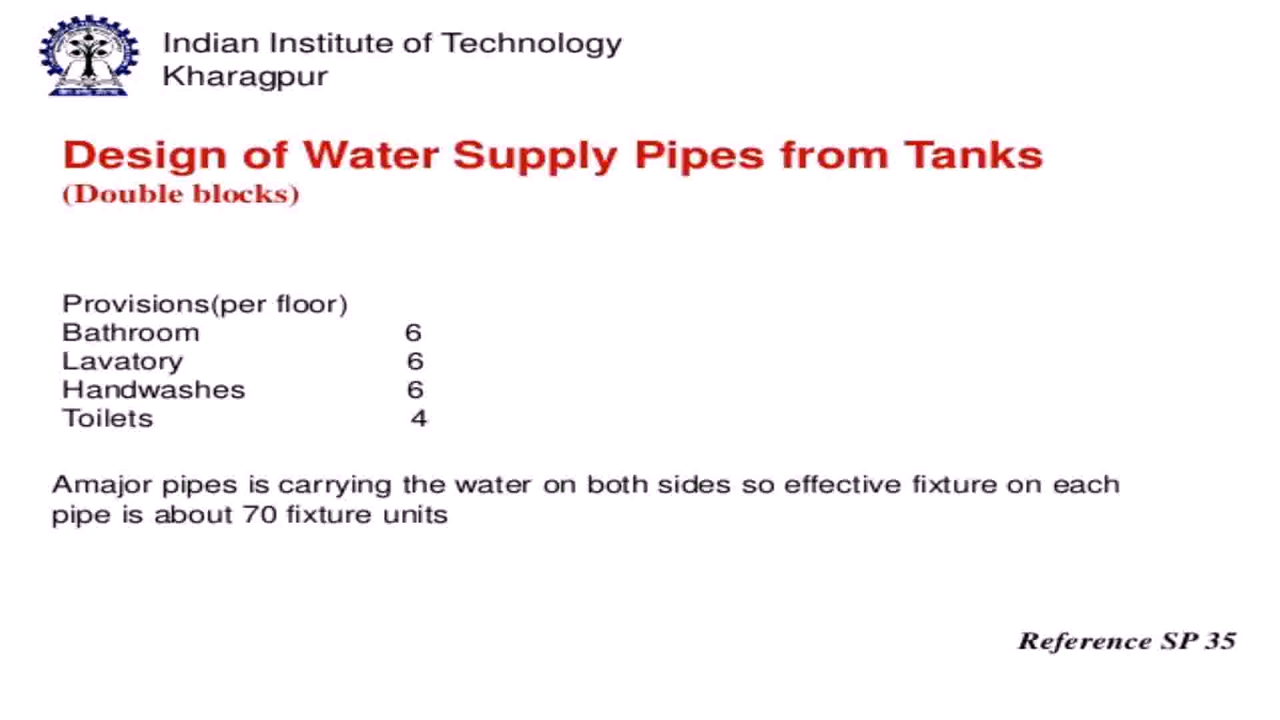 Indian Institute of Technology
Kharagpur
Design of Water Supply Pipes from Tanks
(Double blocks)
Provisions(per floor)
Bathroom 6
Lavatory 6
Handwashes 6
Toilets 4
Amajor pipes is carrying the water on both sides so effective fixture on each
pipe is about 70 fixture units
Reference SP 35